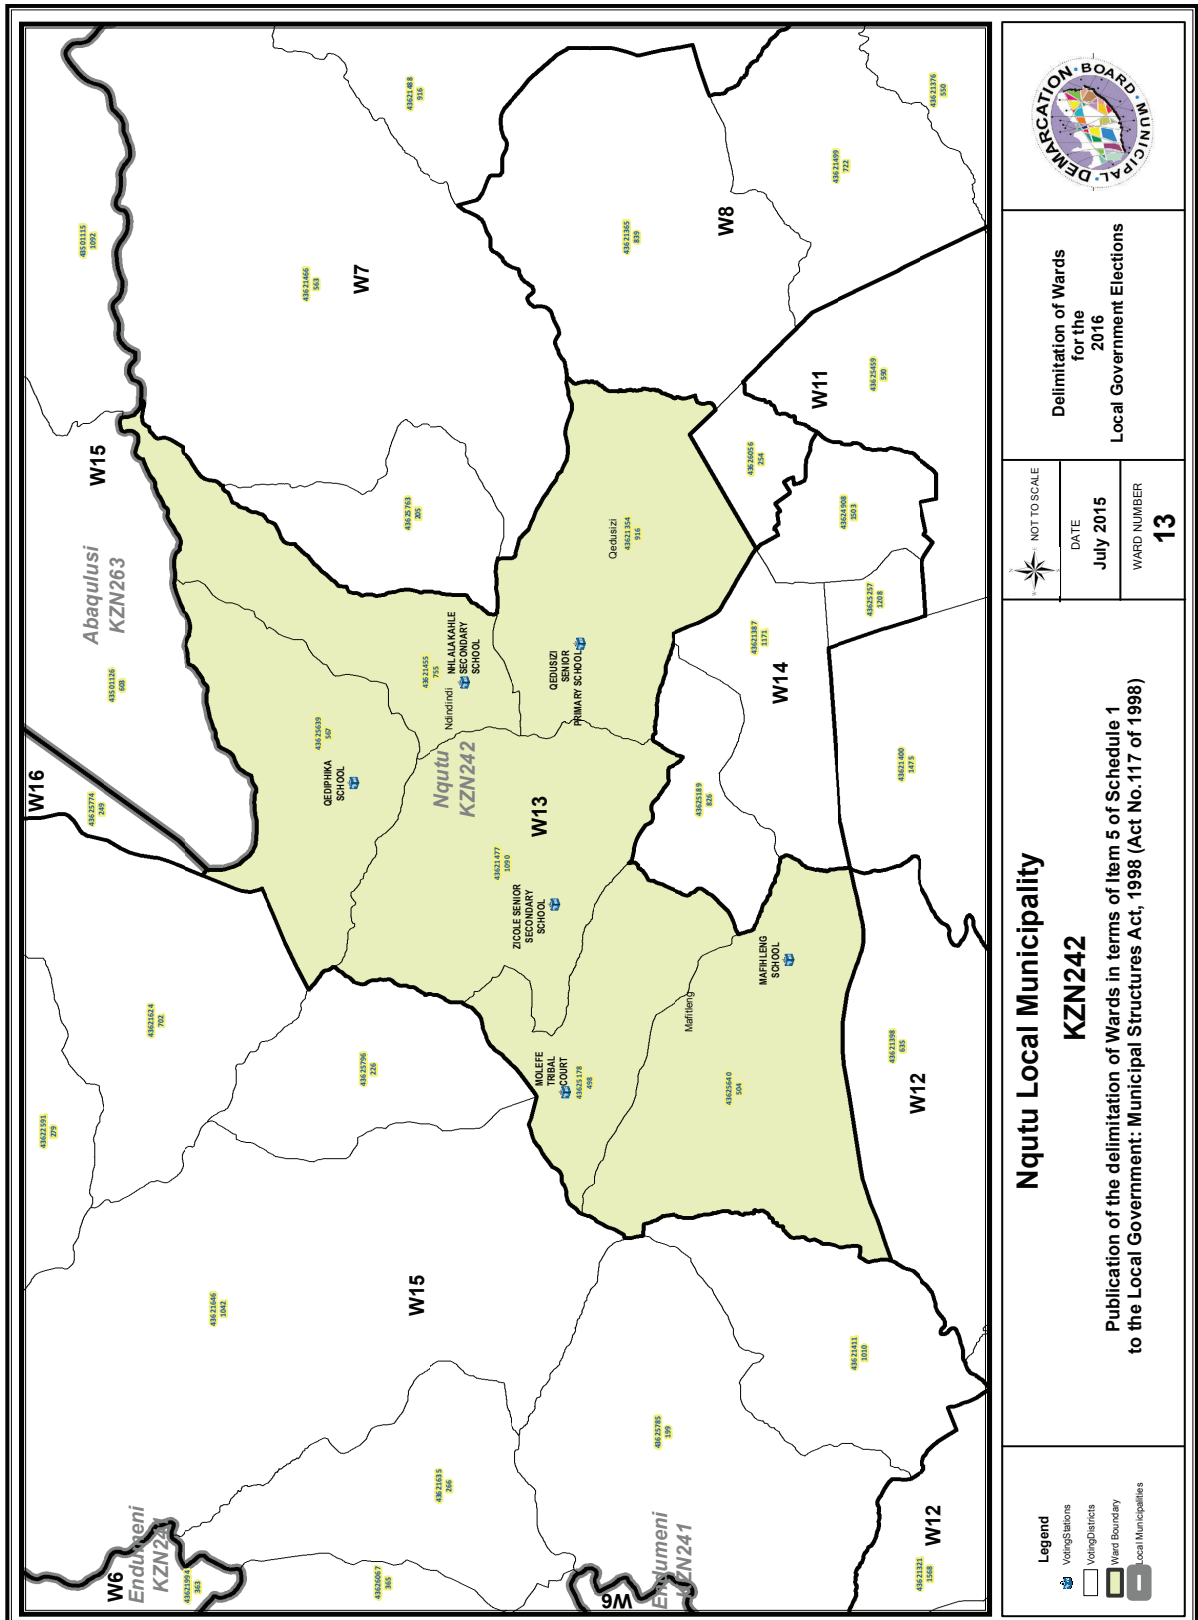 W6
Endumeni
43621994
363
43626067
365
W6
Endumeni
KZN241
43621635
266
43625785
199
43621321
1568
W12
43621411
1010
43621646
1042
W15
43622591
279
43621624
702
43625796
226
W16
43625774
249
43501126
603
Abaqulusi
KZN263
W15
43501115
1092
43621466
563
W7
43621488
916
43625763
205
43625639
567
QEDIPHIKA
SCHOOL
43621455
755
Ndindindi
NHLALAKAHLE
SECONDARY
SCHOOL
Nqutu
KZN242
W13
43621477
1090
ZICOLE SENIOR
SECONDARY
SCHOOL
QEDUSIZI
SENIOR
PRIMARY SCHOOL
Qedusizi
43621354
916
MOLEFE
TRIBAL
COURT
43625178
498
Mafitleng
MAFIHLENG
SCHOOL
43625640
504
43621398
635
W12
43625189
826
43621387
1171
W14
43621400
1475
43625257
1208
43624908
1503
43626056
254
W11
43625459
590
43621365
839
W8
43621499
722
43621376
550
Legend
VotingStations
VotingDistricts
Ward Boundary
Local Municipalities
Nqutu Local Municipality
KZN242
Publication of the delimitation of Wards in terms of Item 5 of Schedule 1
to the Local Government: Municipal Structures Act, 1998 (Act No.117 of 1998)
NOT TO SCALE
DATE
July 2015
WARD NUMBER
13
Delimitation of Wards
for the
2016
Local Government Elections
MUNICIPAL DEMARCATION BOARD